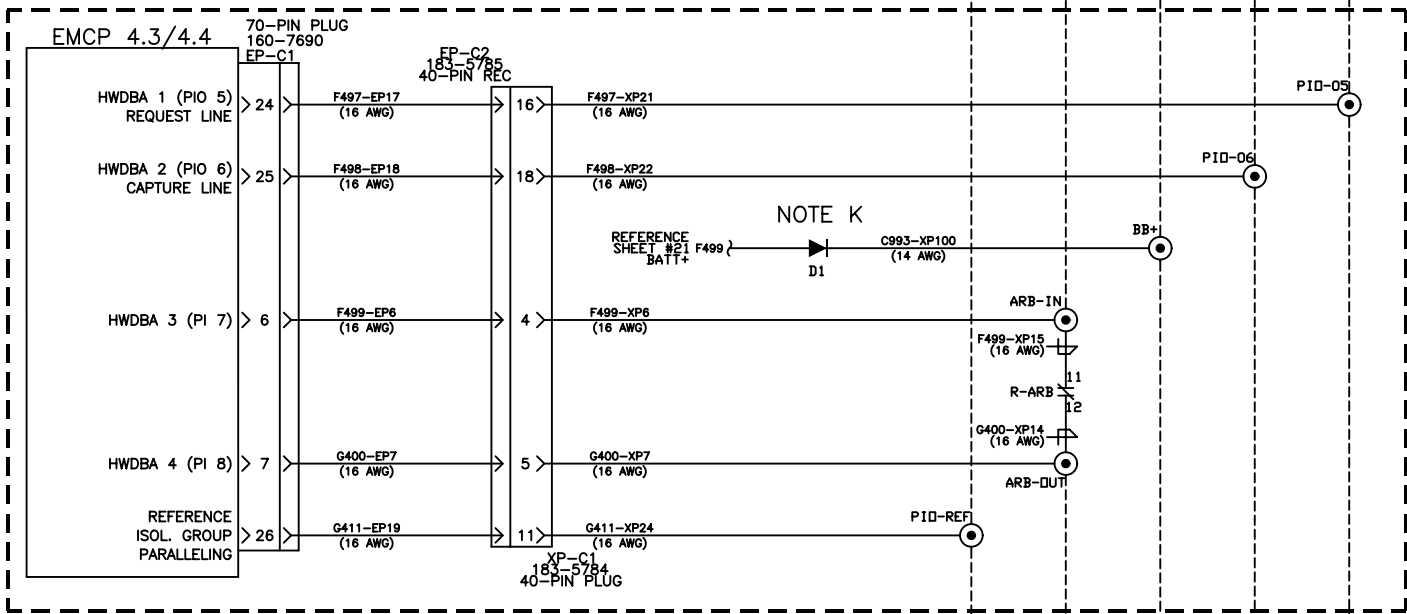 EMCP 4.3/4.4
70-PIN PLUG
160-7690
EP-C1
EP-C2
183-5785
40-PIN REC
HWDBA 1 (PIO 5)
REQUEST LINE
24
F497-EP17
(16 AWG)
16
F497-XP21
(16 AWG)
PIO-05
HWDBA 2 (PIO 6)
CAPTURE LINE
25
F498-EP18
(16 AWG)
18
F498-XP22
(16 AWG)
PIO-06
NOTE K
REFERENCE
SHEET #21 F499
BATT+
D1
C993-XP100
(14 AWG)
BB+
HWDBA 3 (PI 7)
6
F499-EP6
(16 AWG)
4
F499-XP6
(16 AWG)
ARB-IN
F499-XP15
(16 AWG)
11
R-ARB
12
G400-XP14
(16 AWG)
HWDBA 4 (PI 8)
7
G400-EP7
(16 AWG)
5
G400-XP7
(16 AWG)
ARB-OUT
REFERENCE
ISOL. GROUP
PARALLELING
26
G411-EP19
(16 AWG)
11
G411-XP24
(16 AWG)
PIO-REF
XP-C1
183-5784
40-PIN PLUG